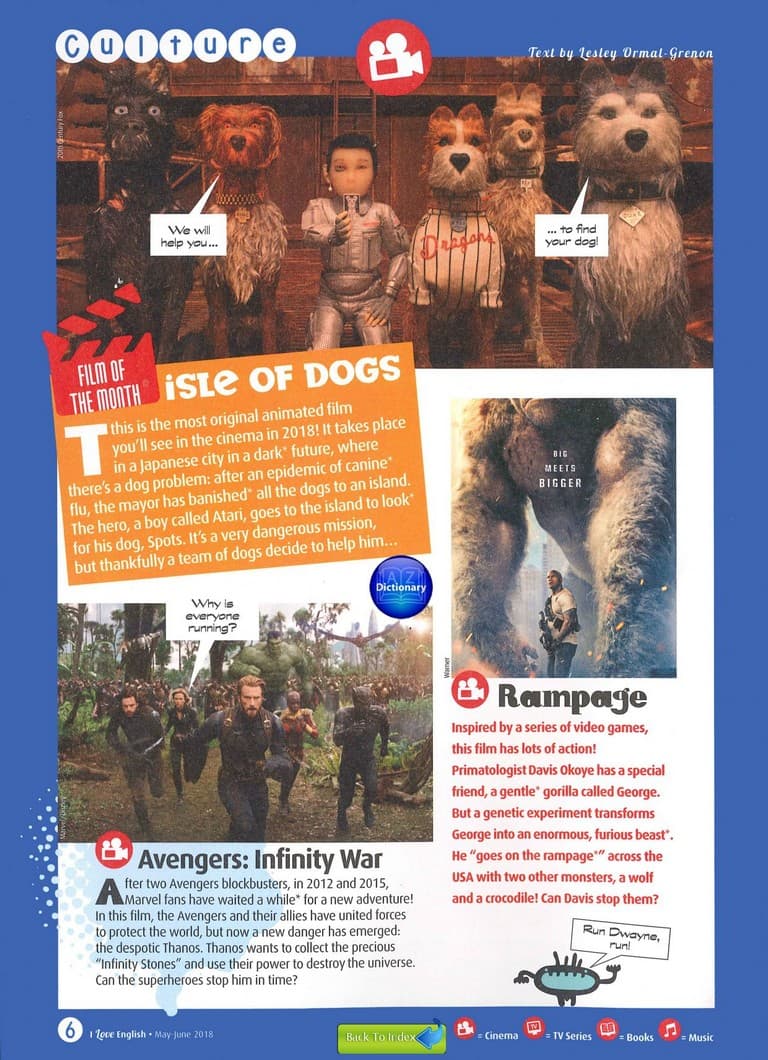 Culture
Text by Lesley Ormal-Grenon
20th Century Fox
We will
help you...
Dragons
... to find
your dog!
FILM OF
THE MONTH
iSLe OF DOGS
This is the most original animated film
you'll see in the cinema in 2018! It takes place
in a Japanese city in a dark* future, where
there's a dog problem: after an epidemic of canine*
flu, the mayor has banished* all the dogs to an island.
The hero, a boy called Atari, goes to the island to look*
for his dog, Spots. It's a very dangerous mission,
but thankfully a team of dogs decide to help him...
AZ
Dictionary
BIG
MEETS
BIGGER
Warner
Rampage
Inspired by a series of video games,
this film has lots of action!
Primatologist Davis Okoye has a special
friend, a gentle* gorilla called George.
But a genetic experiment transforms
George into an enormous, furious beast*.
He "goes on the rampage*" across the
USA with two other monsters, a wolf
and a crocodile! Can Davis stop them?
Run Dwayne,
run!
Why is
everyone
running?
Marvel/Disney
Avengers: Infinity War
After two Avengers blockbusters, in 2012 and 2015,
Marvel fans have waited a while* for a new adventure!
In this film, the Avengers and their allies have united forces
to protect the world, but now a new danger has emerged:
the despotic Thanos. Thanos wants to collect the precious
"Infinity Stones" and use their power to destroy the universe.
Can the superheroes stop him in time?
6 I Love English • May-June 2018
Back To Index
= Cinema = TV Series = Books = Music